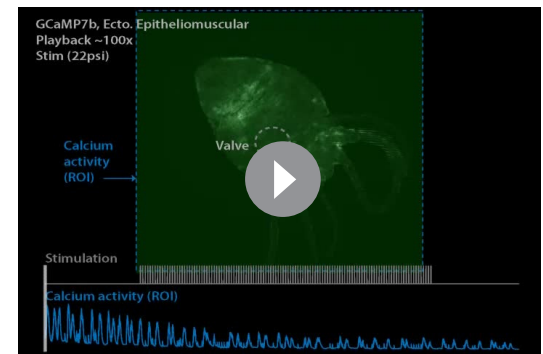 GCaMP7b, Ecto. Epitheliomuscular
Playback ~100x
Stim (22psi)
Valve
Calcium
activity
(ROI)
Stimulation
Calcium activity (ROI)